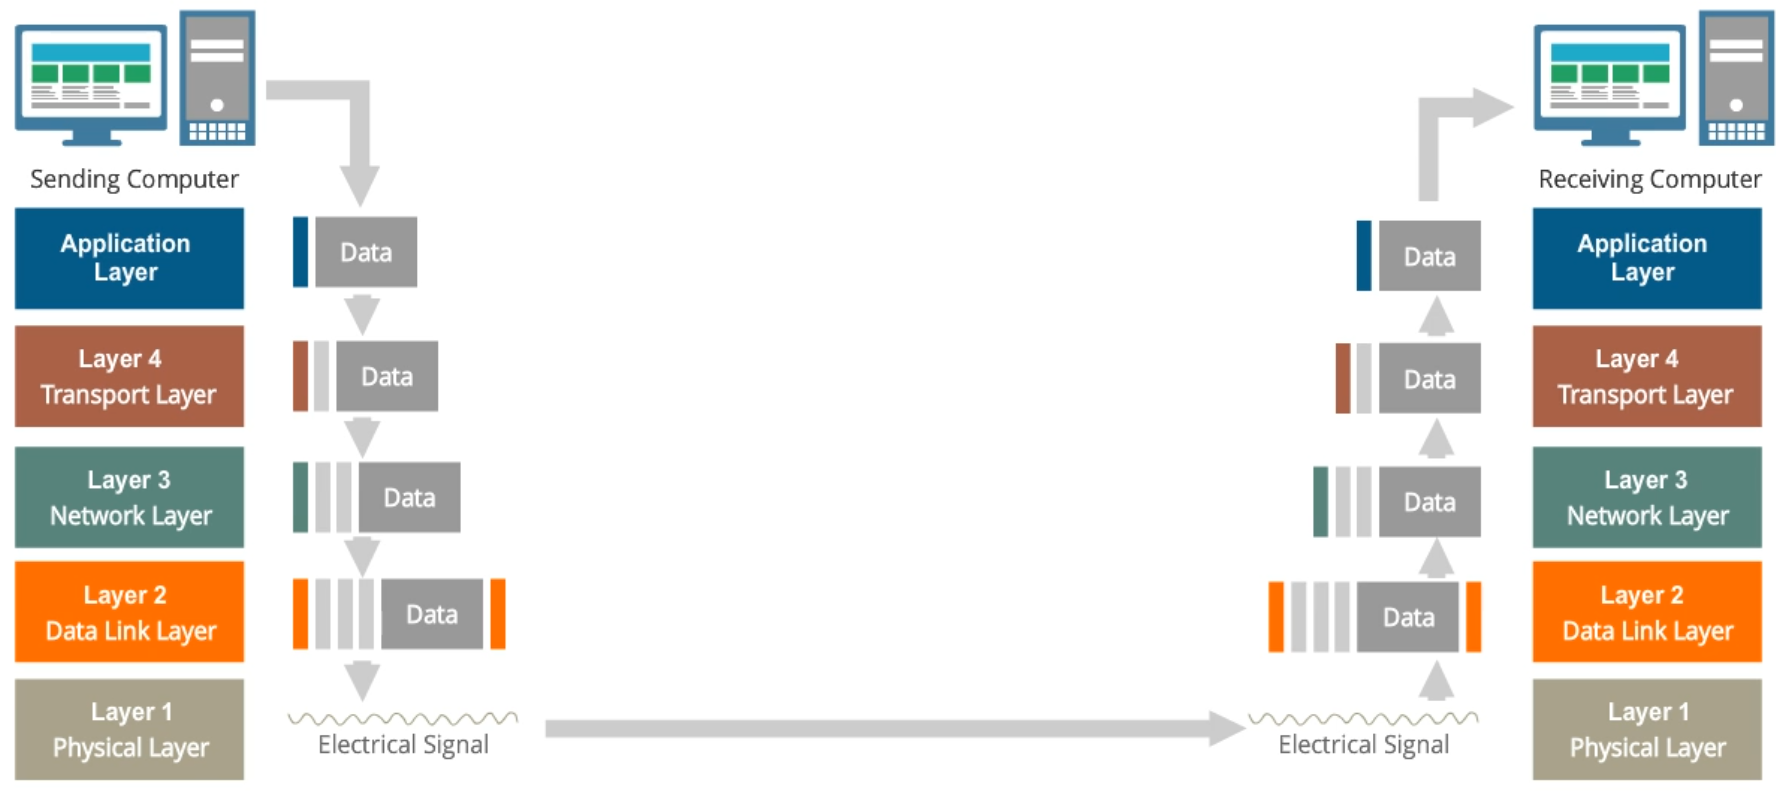 Sending Computer
Receiving Computer
Application
Layer
Data
Data
Application
Layer
Layer 4
Transport Layer
Data
Data
Layer 4
Transport Layer
Layer 3
Network Layer
Data
Data
Layer 3
Network Layer
Layer 2
Data Link Layer
Data
Data
Layer 2
Data Link Layer
Layer 1
Physical Layer
Electrical Signal
Electrical Signal
Layer 1
Physical Layer